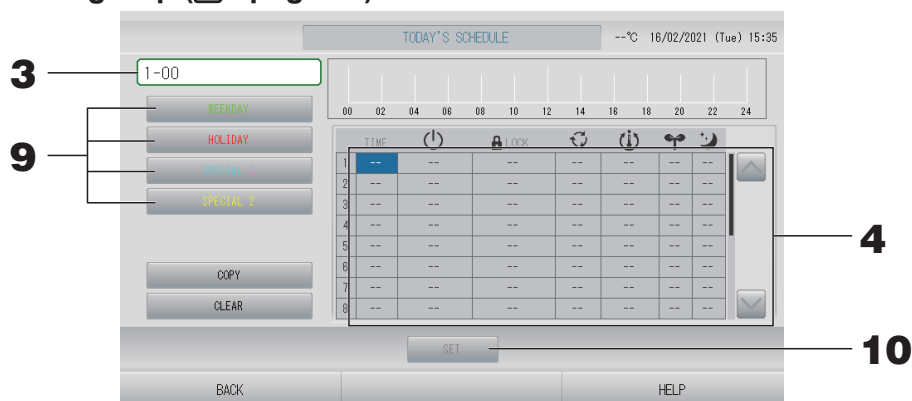 TODAY'S SCHEDULE --℃ 16/02/2021 (Tue) 15:35
3
1-00
00 02 04 06 08 10 12 14 16 18 20 22 24
9
WEEKDAY
HOLIDAY
SPECIAL 1
SPECIAL 2
COPY
CLEAR
TIME LOCK
1 -- -- -- -- -- -- --
2 -- -- -- -- -- -- --
3 -- -- -- -- -- -- --
4 -- -- -- -- -- -- --
5 -- -- -- -- -- -- --
6 -- -- -- -- -- -- --
7 -- -- -- -- -- -- --
8 -- -- -- -- -- -- --
4
SET
10
BACK HELP